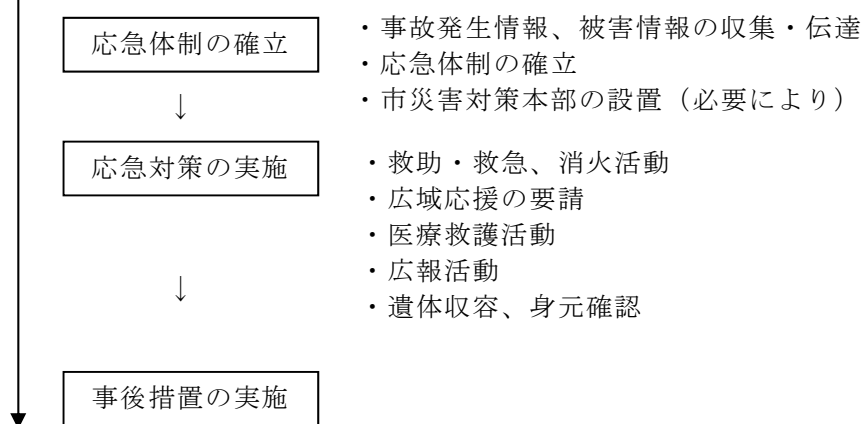 応急体制の確立
・事故発生情報、被害情報の収集・伝達
・応急体制の確立
・市災害対策本部の設置（必要により）
↓
応急対策の実施
・救助・救急、消火活動
・広域応援の要請
・医療救護活動
・広報活動
・遺体収容、身元確認
↓
事後措置の実施